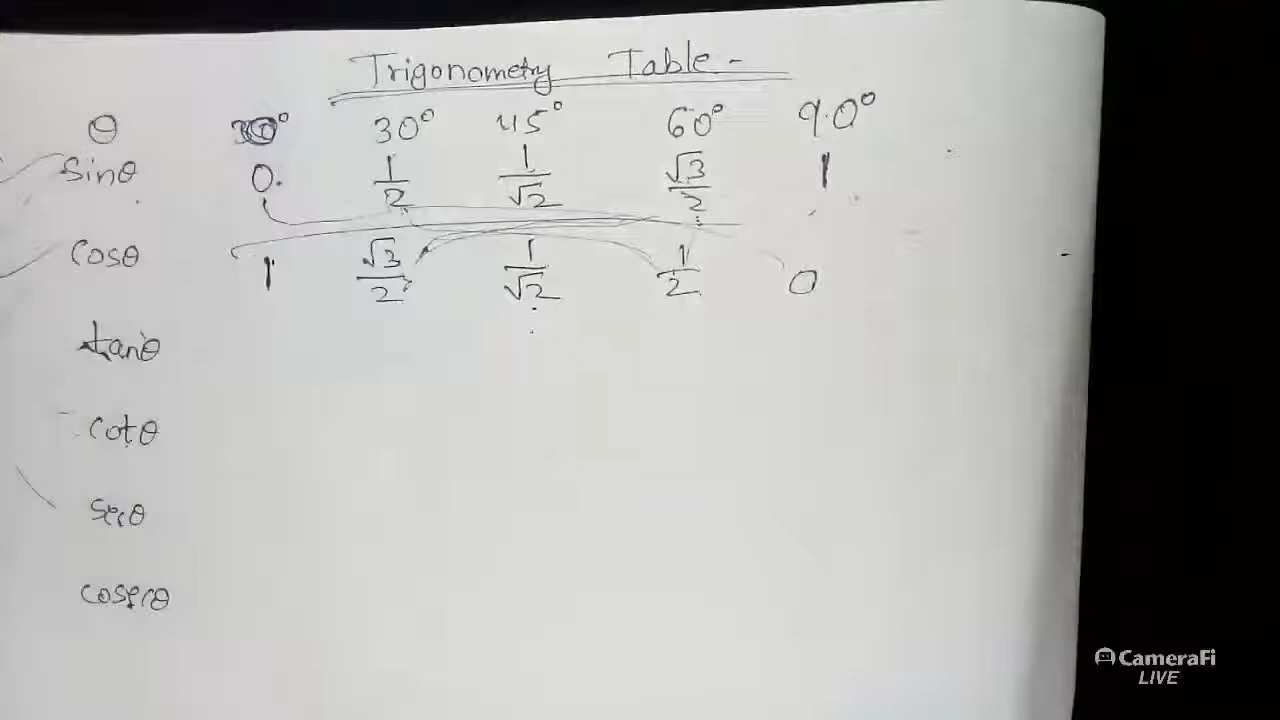 Trigonometry Table -
θ 0° 30° 45° 60° 90°
sinθ 0 1/2 1/√2 √3/2 1
cosθ 1 √3/2 1/√2 1/2 0
tanθ
cotθ
secθ
cosecθ
CameraFi
LIVE